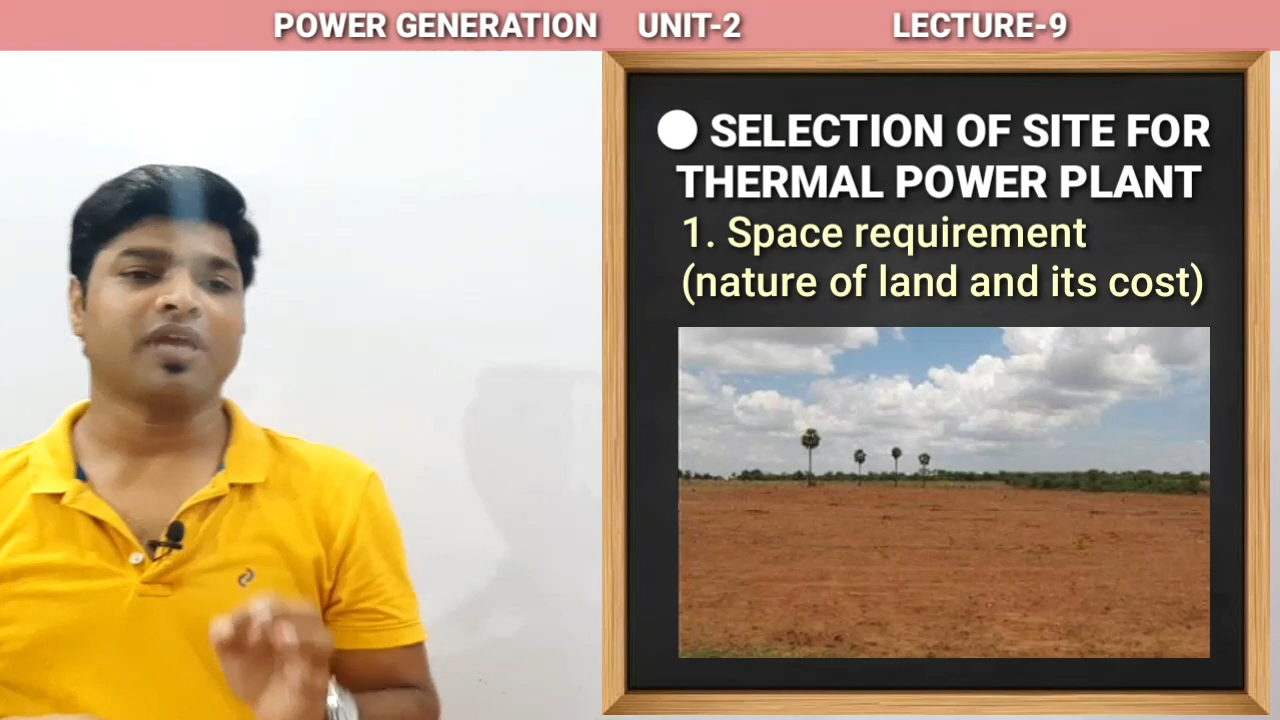 POWER GENERATION UNIT-2 LECTURE-9
● SELECTION OF SITE FOR
THERMAL POWER PLANT
1. Space requirement
(nature of land and its cost)